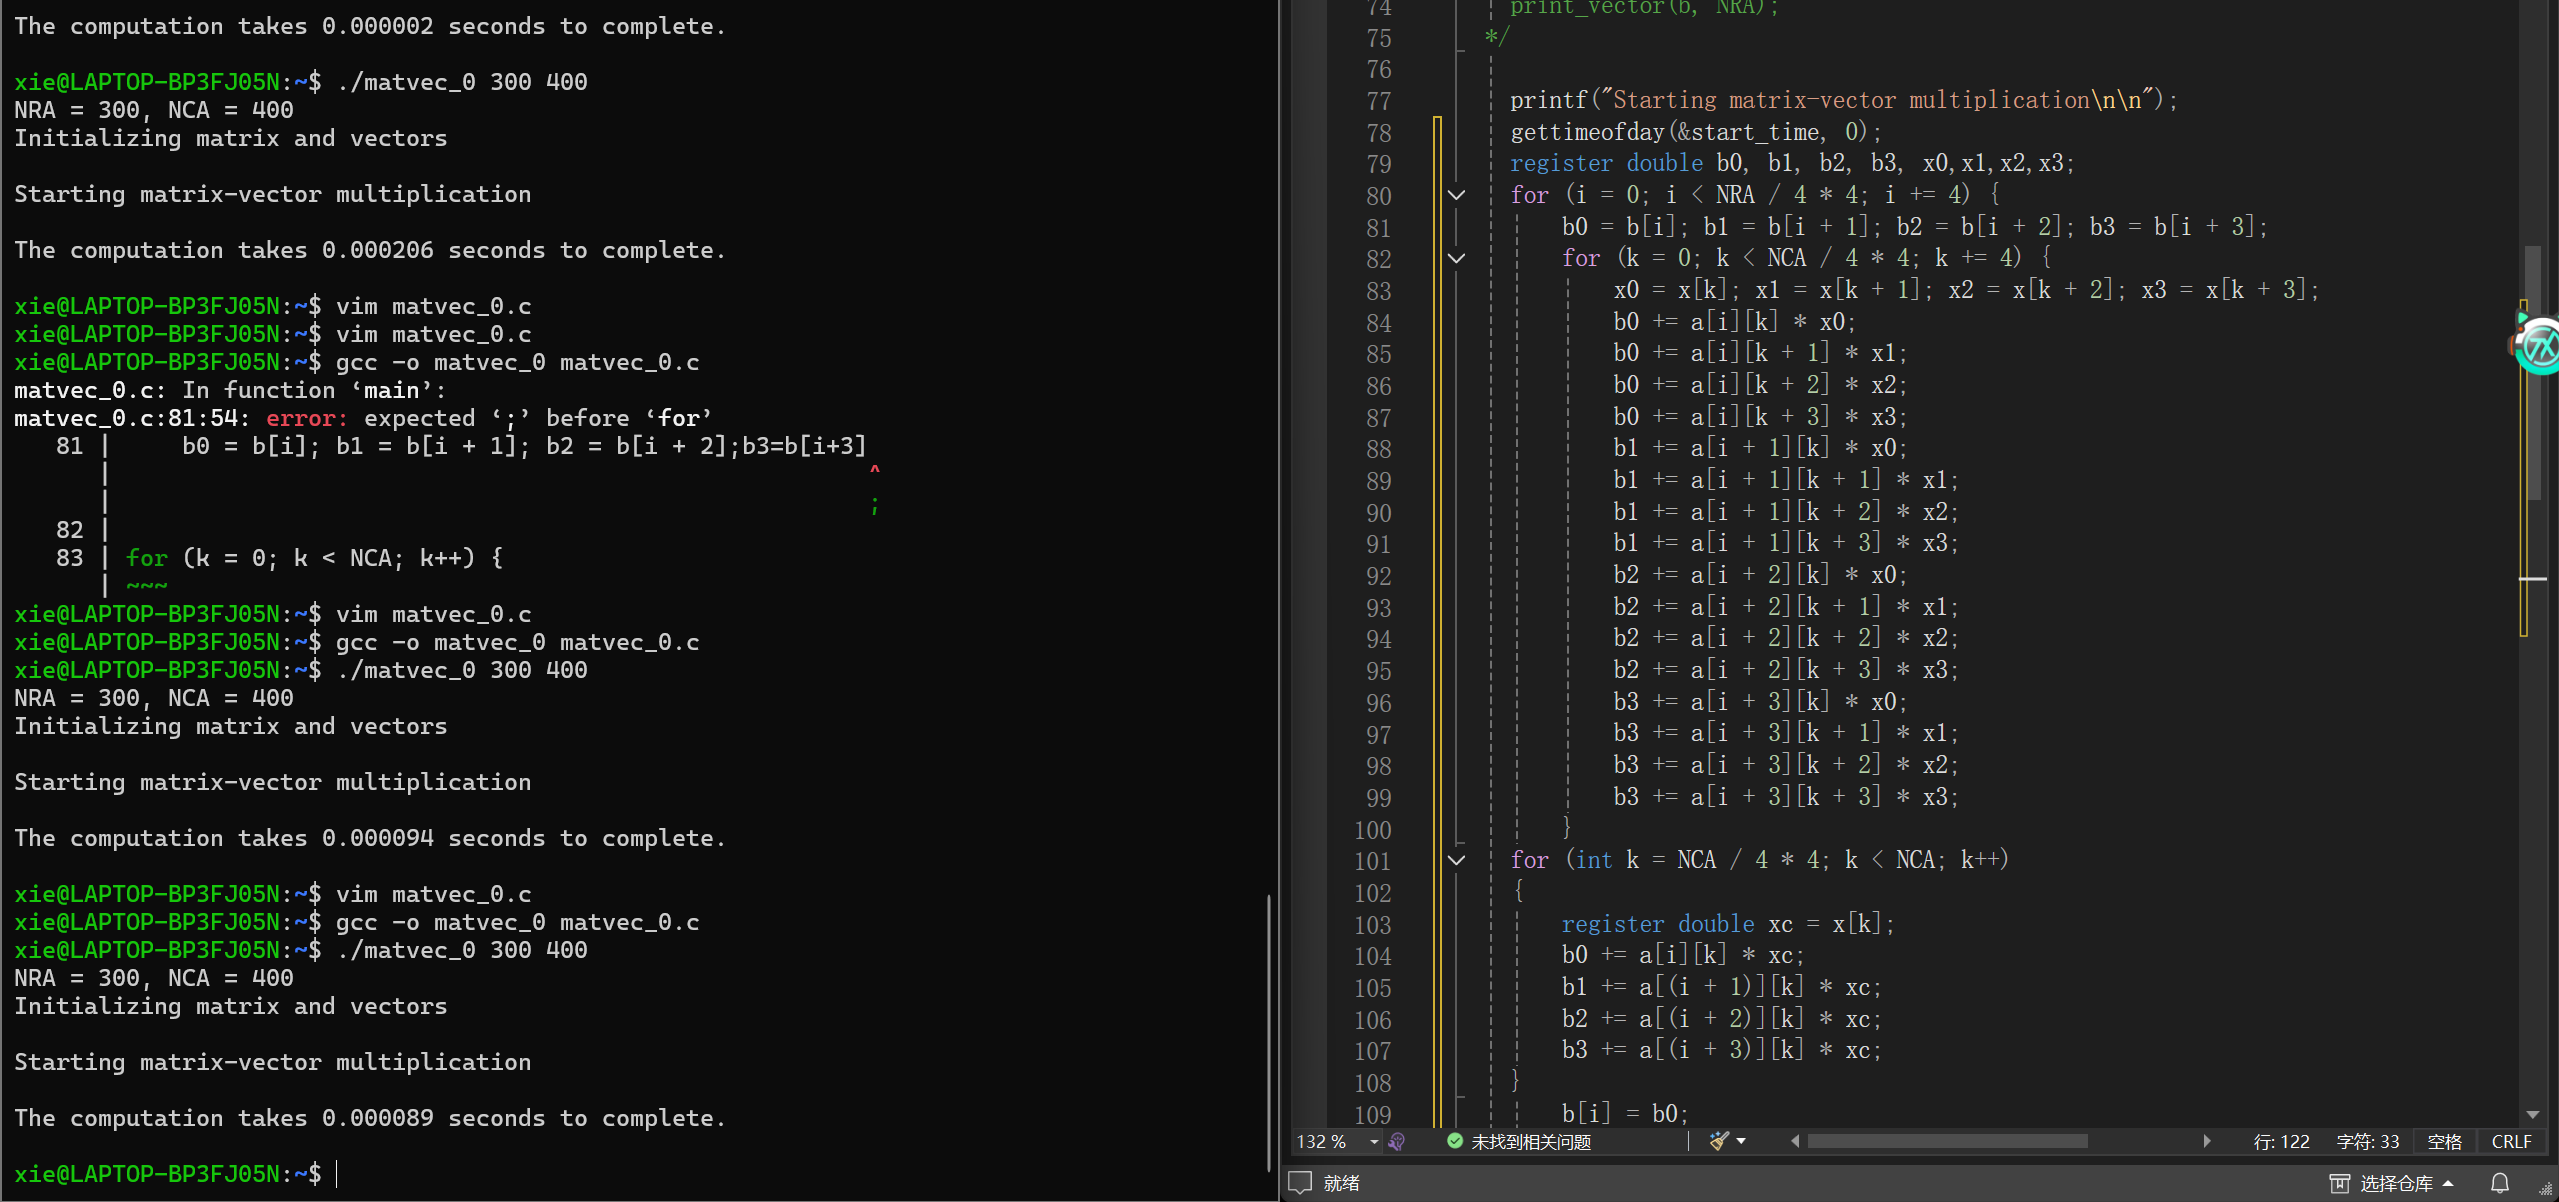 The computation takes 0.000002 seconds to complete.
xie@LAPTOP-BP3FJ05N:~$ ./matvec_0 300 400
NRA = 300, NCA = 400
Initializing matrix and vectors
Starting matrix-vector multiplication
The computation takes 0.000206 seconds to complete.
xie@LAPTOP-BP3FJ05N:~$ vim matvec_0.c
xie@LAPTOP-BP3FJ05N:~$ vim matvec_0.c
xie@LAPTOP-BP3FJ05N:~$ gcc -o matvec_0 matvec_0.c
matvec_0.c: In function ‘main’:
matvec_0.c:81:54: error: expected ‘;’ before ‘for’
   81 |     b0 = b[i]; b1 = b[i + 1]; b2 = b[i + 2];b3=b[i+3]
      |                                                      ^
      |                                                      ;
   82 |
   83 | for (k = 0; k < NCA; k++) {
      | ~~~
xie@LAPTOP-BP3FJ05N:~$ vim matvec_0.c
xie@LAPTOP-BP3FJ05N:~$ gcc -o matvec_0 matvec_0.c
xie@LAPTOP-BP3FJ05N:~$ ./matvec_0 300 400
NRA = 300, NCA = 400
Initializing matrix and vectors
Starting matrix-vector multiplication
The computation takes 0.000094 seconds to complete.
xie@LAPTOP-BP3FJ05N:~$ vim matvec_0.c
xie@LAPTOP-BP3FJ05N:~$ gcc -o matvec_0 matvec_0.c
xie@LAPTOP-BP3FJ05N:~$ ./matvec_0 300 400
NRA = 300, NCA = 400
Initializing matrix and vectors
Starting matrix-vector multiplication
The computation takes 0.000089 seconds to complete.
xie@LAPTOP-BP3FJ05N:~$
74 print_vector(b, NRA);
75 */
76
77 printf("Starting matrix-vector multiplication\n\n");
78 gettimeofday(&start_time, 0);
79 register double b0, b1, b2, b3, x0,x1,x2,x3;
80 for (i = 0; i < NRA / 4 * 4; i += 4) {
81 b0 = b[i]; b1 = b[i + 1]; b2 = b[i + 2]; b3 = b[i + 3];
82 for (k = 0; k < NCA / 4 * 4; k += 4) {
83 x0 = x[k]; x1 = x[k + 1]; x2 = x[k + 2]; x3 = x[k + 3];
84 b0 += a[i][k] * x0;
85 b0 += a[i][k + 1] * x1;
86 b0 += a[i][k + 2] * x2;
87 b0 += a[i][k + 3] * x3;
88 b1 += a[i + 1][k] * x0;
89 b1 += a[i + 1][k + 1] * x1;
90 b1 += a[i + 1][k + 2] * x2;
91 b1 += a[i + 1][k + 3] * x3;
92 b2 += a[i + 2][k] * x0;
93 b2 += a[i + 2][k + 1] * x1;
94 b2 += a[i + 2][k + 2] * x2;
95 b2 += a[i + 2][k + 3] * x3;
96 b3 += a[i + 3][k] * x0;
97 b3 += a[i + 3][k + 1] * x1;
98 b3 += a[i + 3][k + 2] * x2;
99 b3 += a[i + 3][k + 3] * x3;
100 }
101 for (int k = NCA / 4 * 4; k < NCA; k++)
102 {
103 register double xc = x[k];
104 b0 += a[i][k] * xc;
105 b1 += a[(i + 1)][k] * xc;
106 b2 += a[(i + 2)][k] * xc;
107 b3 += a[(i + 3)][k] * xc;
108 }
109 b[i] = b0;
132 % 未找到相关问题 行: 122 字符: 33 空格 CRLF
就绪 选择仓库